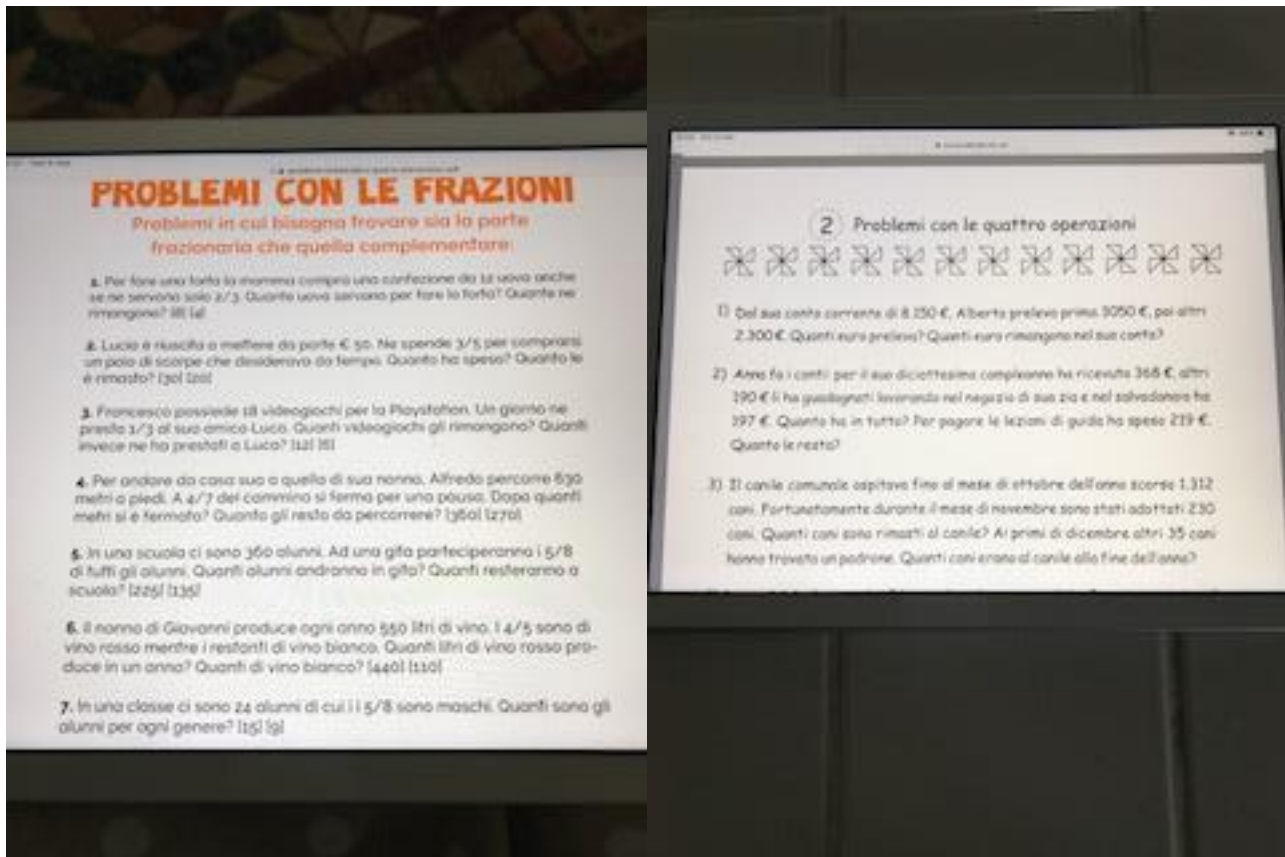 PROBLEMI CON LE FRAZIONI
Problemi in cui bisogna trovare sia la parte
frazionaria che quella complementare:
1. Per fare una torta la mamma compra una confezione da 12 uova anche
se ne servono solo 2/3. Quante uova servono per fare la torta? Quante ne
rimangono? [8] [4]
2. Lucia è riuscita a mettere da parte € 50. Ne spende 3/5 per comprarsi
un paio di scarpe che desiderava da tempo. Quanto ha speso? Quanto le
è rimasto? [30] [20]
3. Francesco possiede 18 videogiochi per la Playstation. Un giorno ne
presta 1/3 al suo amico Luca. Quanti videogiochi gli rimangono? Quanti
invece ne ha prestati a Luca? [12] [6]
4. Per andare da casa sua a quella di sua nonna, Alfredo percorre 630
metri a piedi. A 4/7 del cammino si ferma per una pausa. Dopo quanti
metri si è fermato? Quanto gli resta da percorrere? [360] [270]
5. In una scuola ci sono 360 alunni. Ad una gita parteciperanno i 5/8
di tutti gli alunni. Quanti alunni andranno in gita? Quanti resteranno a
scuola? [225] [135]
6. Il nonno di Giovanni produce ogni anno 550 litri di vino. I 4/5 sono di
vino rosso mentre i restanti di vino bianco. Quanti litri di vino rosso pro-
duce in un anno? Quanti di vino bianco? [440] [110]
7. In una classe ci sono 24 alunni di cui i i 5/8 sono maschi. Quanti sono gli
alunni per ogni genere? [15] [9]
2 Problemi con le quattro operazioni
1) Dal suo conto corrente di 8.150 €, Alberto preleva prima 3050 €, poi altri
2.300 €. Quanti euro preleva? Quanti euro rimangono nel suo conto?
2) Anna fa i conti: per il suo diciottesimo compleanno ha ricevuto 368 €, altri
190 € li ha guadagnati lavorando nel negozio di sua zia e nel salvadanaio ha
197 €. Quanto ha in tutto? Per pagare le lezioni di guida ha speso 219 €.
Quanto le resta?
3) Il canile comunale ospitava fino al mese di ottobre dell'anno scorso 1.312
cani. Fortunatamente durante il mese di novembre sono stati adottati 230
cani. Quanti cani sono rimasti al canile? Ai primi di dicembre altri 35 cani
hanno trovato un padrone. Quanti cani erano al canile alla fine dell'anno?